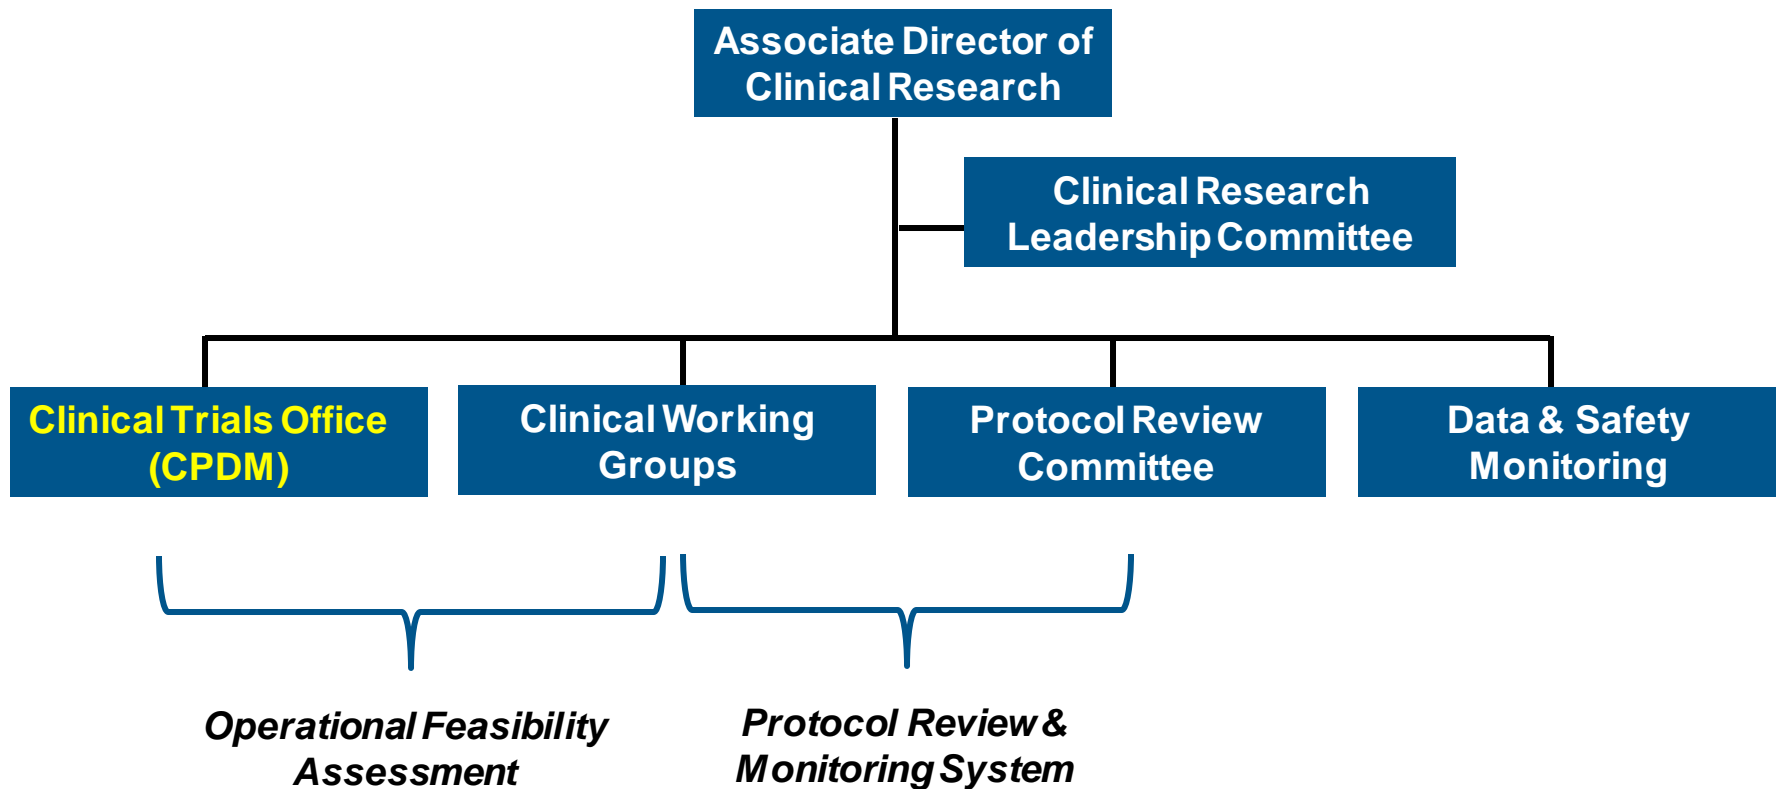 Associate Director of
Clinical Research
Clinical Research
Leadership Committee
Clinical Trials Office
(CPDM)
Clinical Working
Groups
Protocol Review
Committee
Data & Safety
Monitoring
Operational Feasibility
Assessment
Protocol Review &
Monitoring System